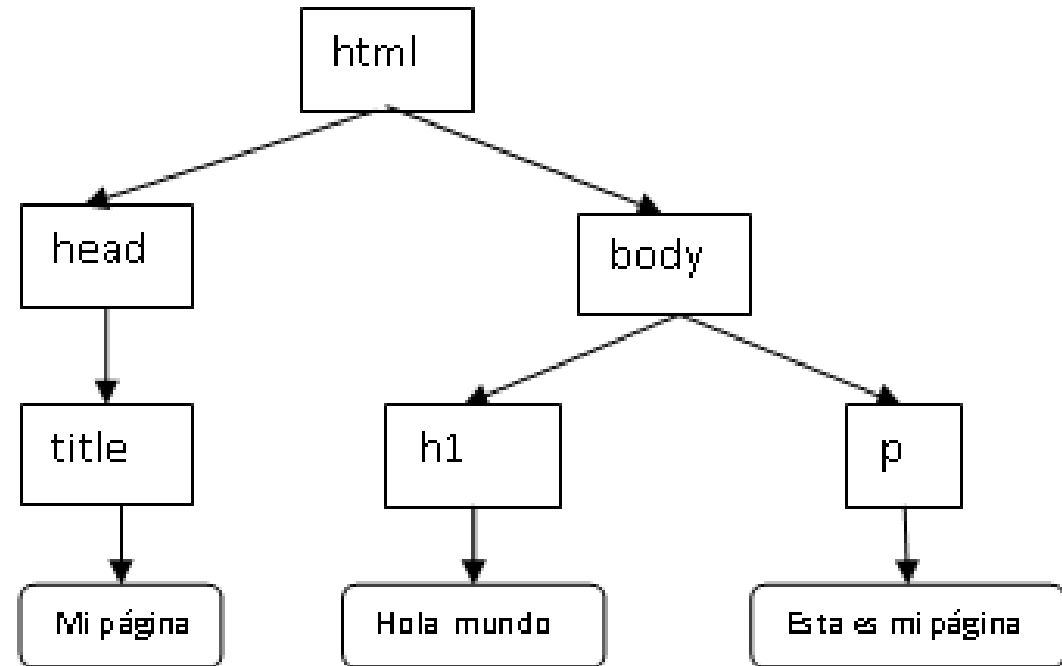 html
head
body
title
h1
p
Mi página
Hola mundo
Esta es mi página